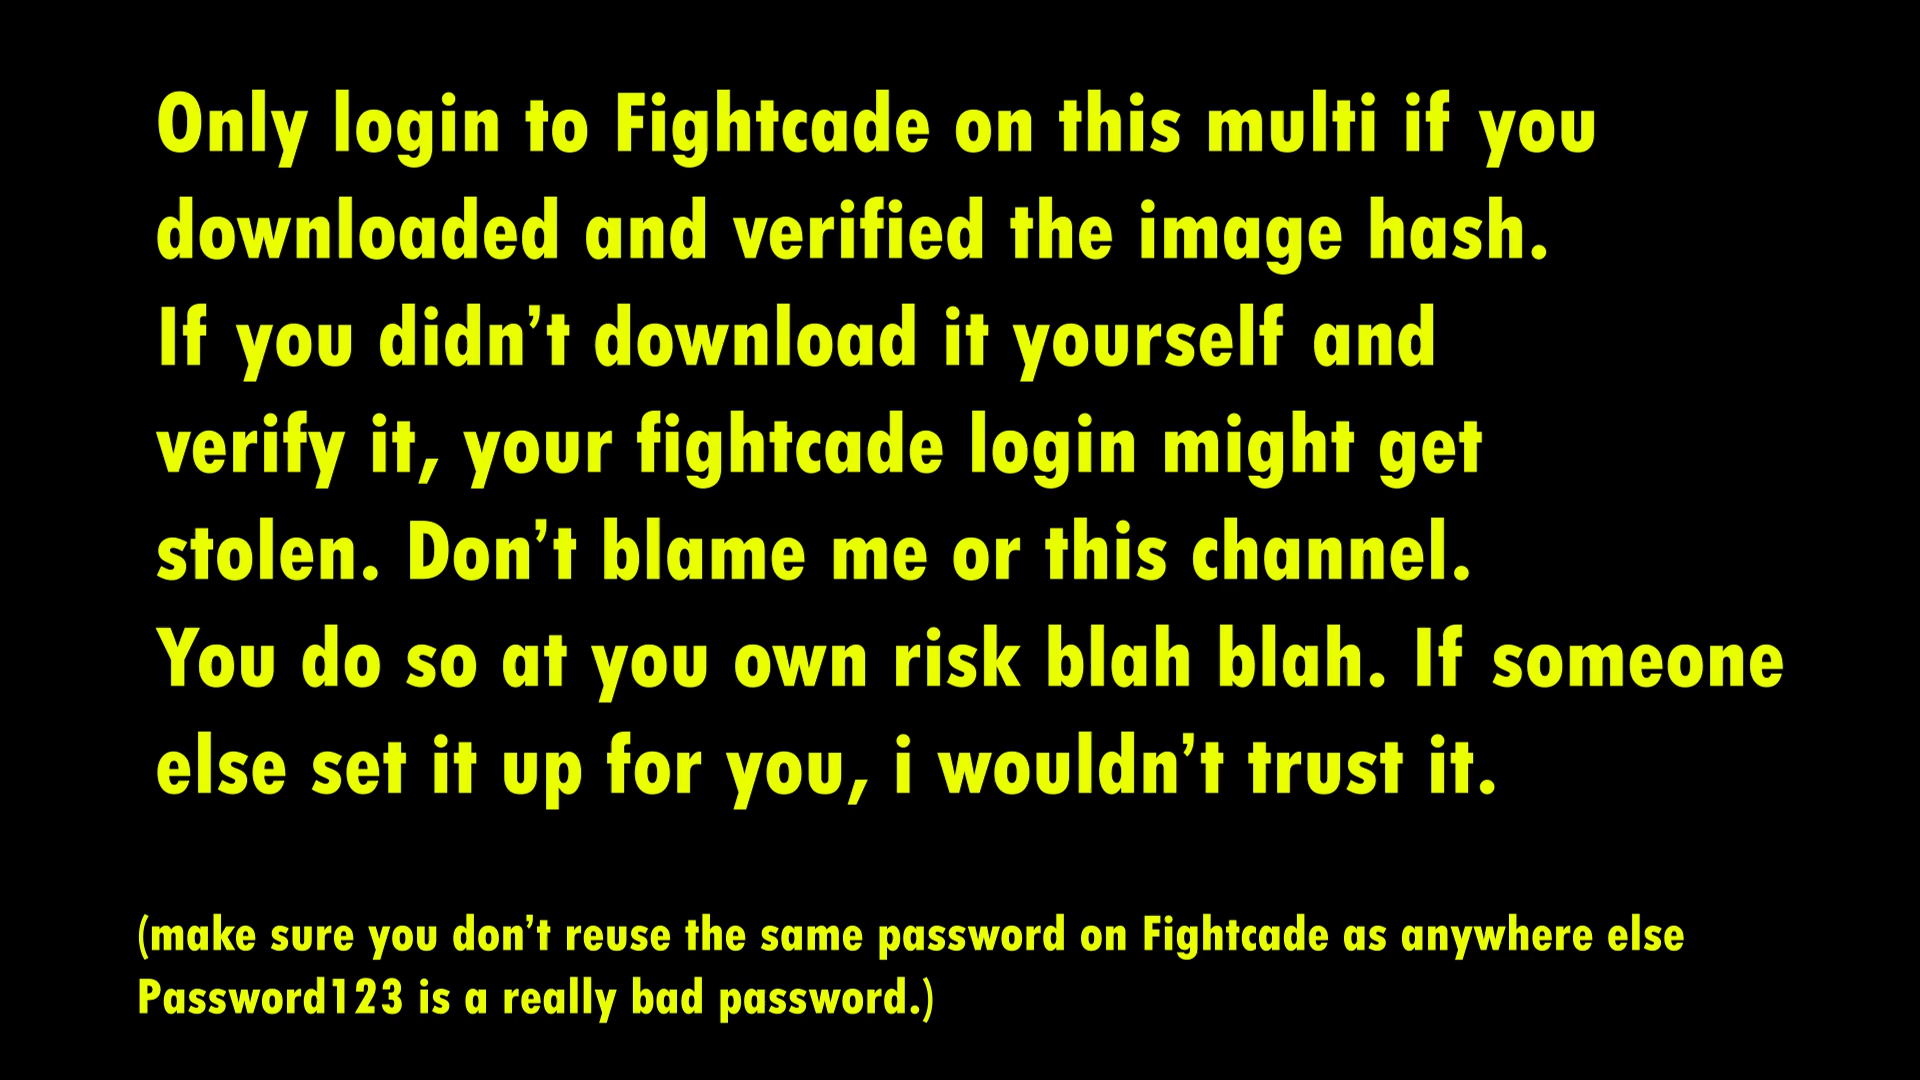 Only login to Fightcade on this multi if you
downloaded and verified the image hash.
If you didn’t download it yourself and
verify it, your fightcade login might get
stolen. Don’t blame me or this channel.
You do so at you own risk blah blah. If someone
else set it up for you, i wouldn’t trust it.
(make sure you don’t reuse the same password on Fightcade as anywhere else
Password123 is a really bad password.)